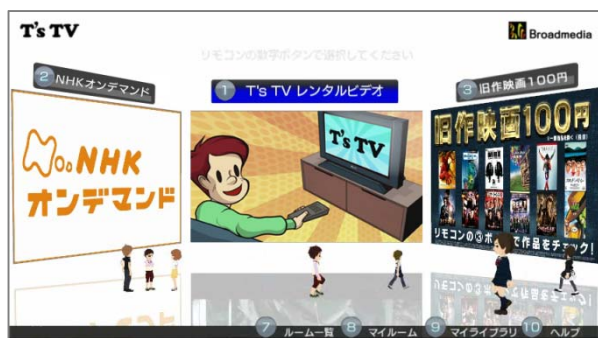 T's TV
Broadmedia
リモコンの数字ボタンで選択してください
2 NHKオンデマンド
1 T's TV レンタルビデオ
3 旧作映画100円
NHK
オンデマンド
T's TV
旧作映画100円
リモコンの③ボタンで作品をチェック!
7 ルーム一覧
8 マイルーム
9 マイライブラリ
10 ヘルプ